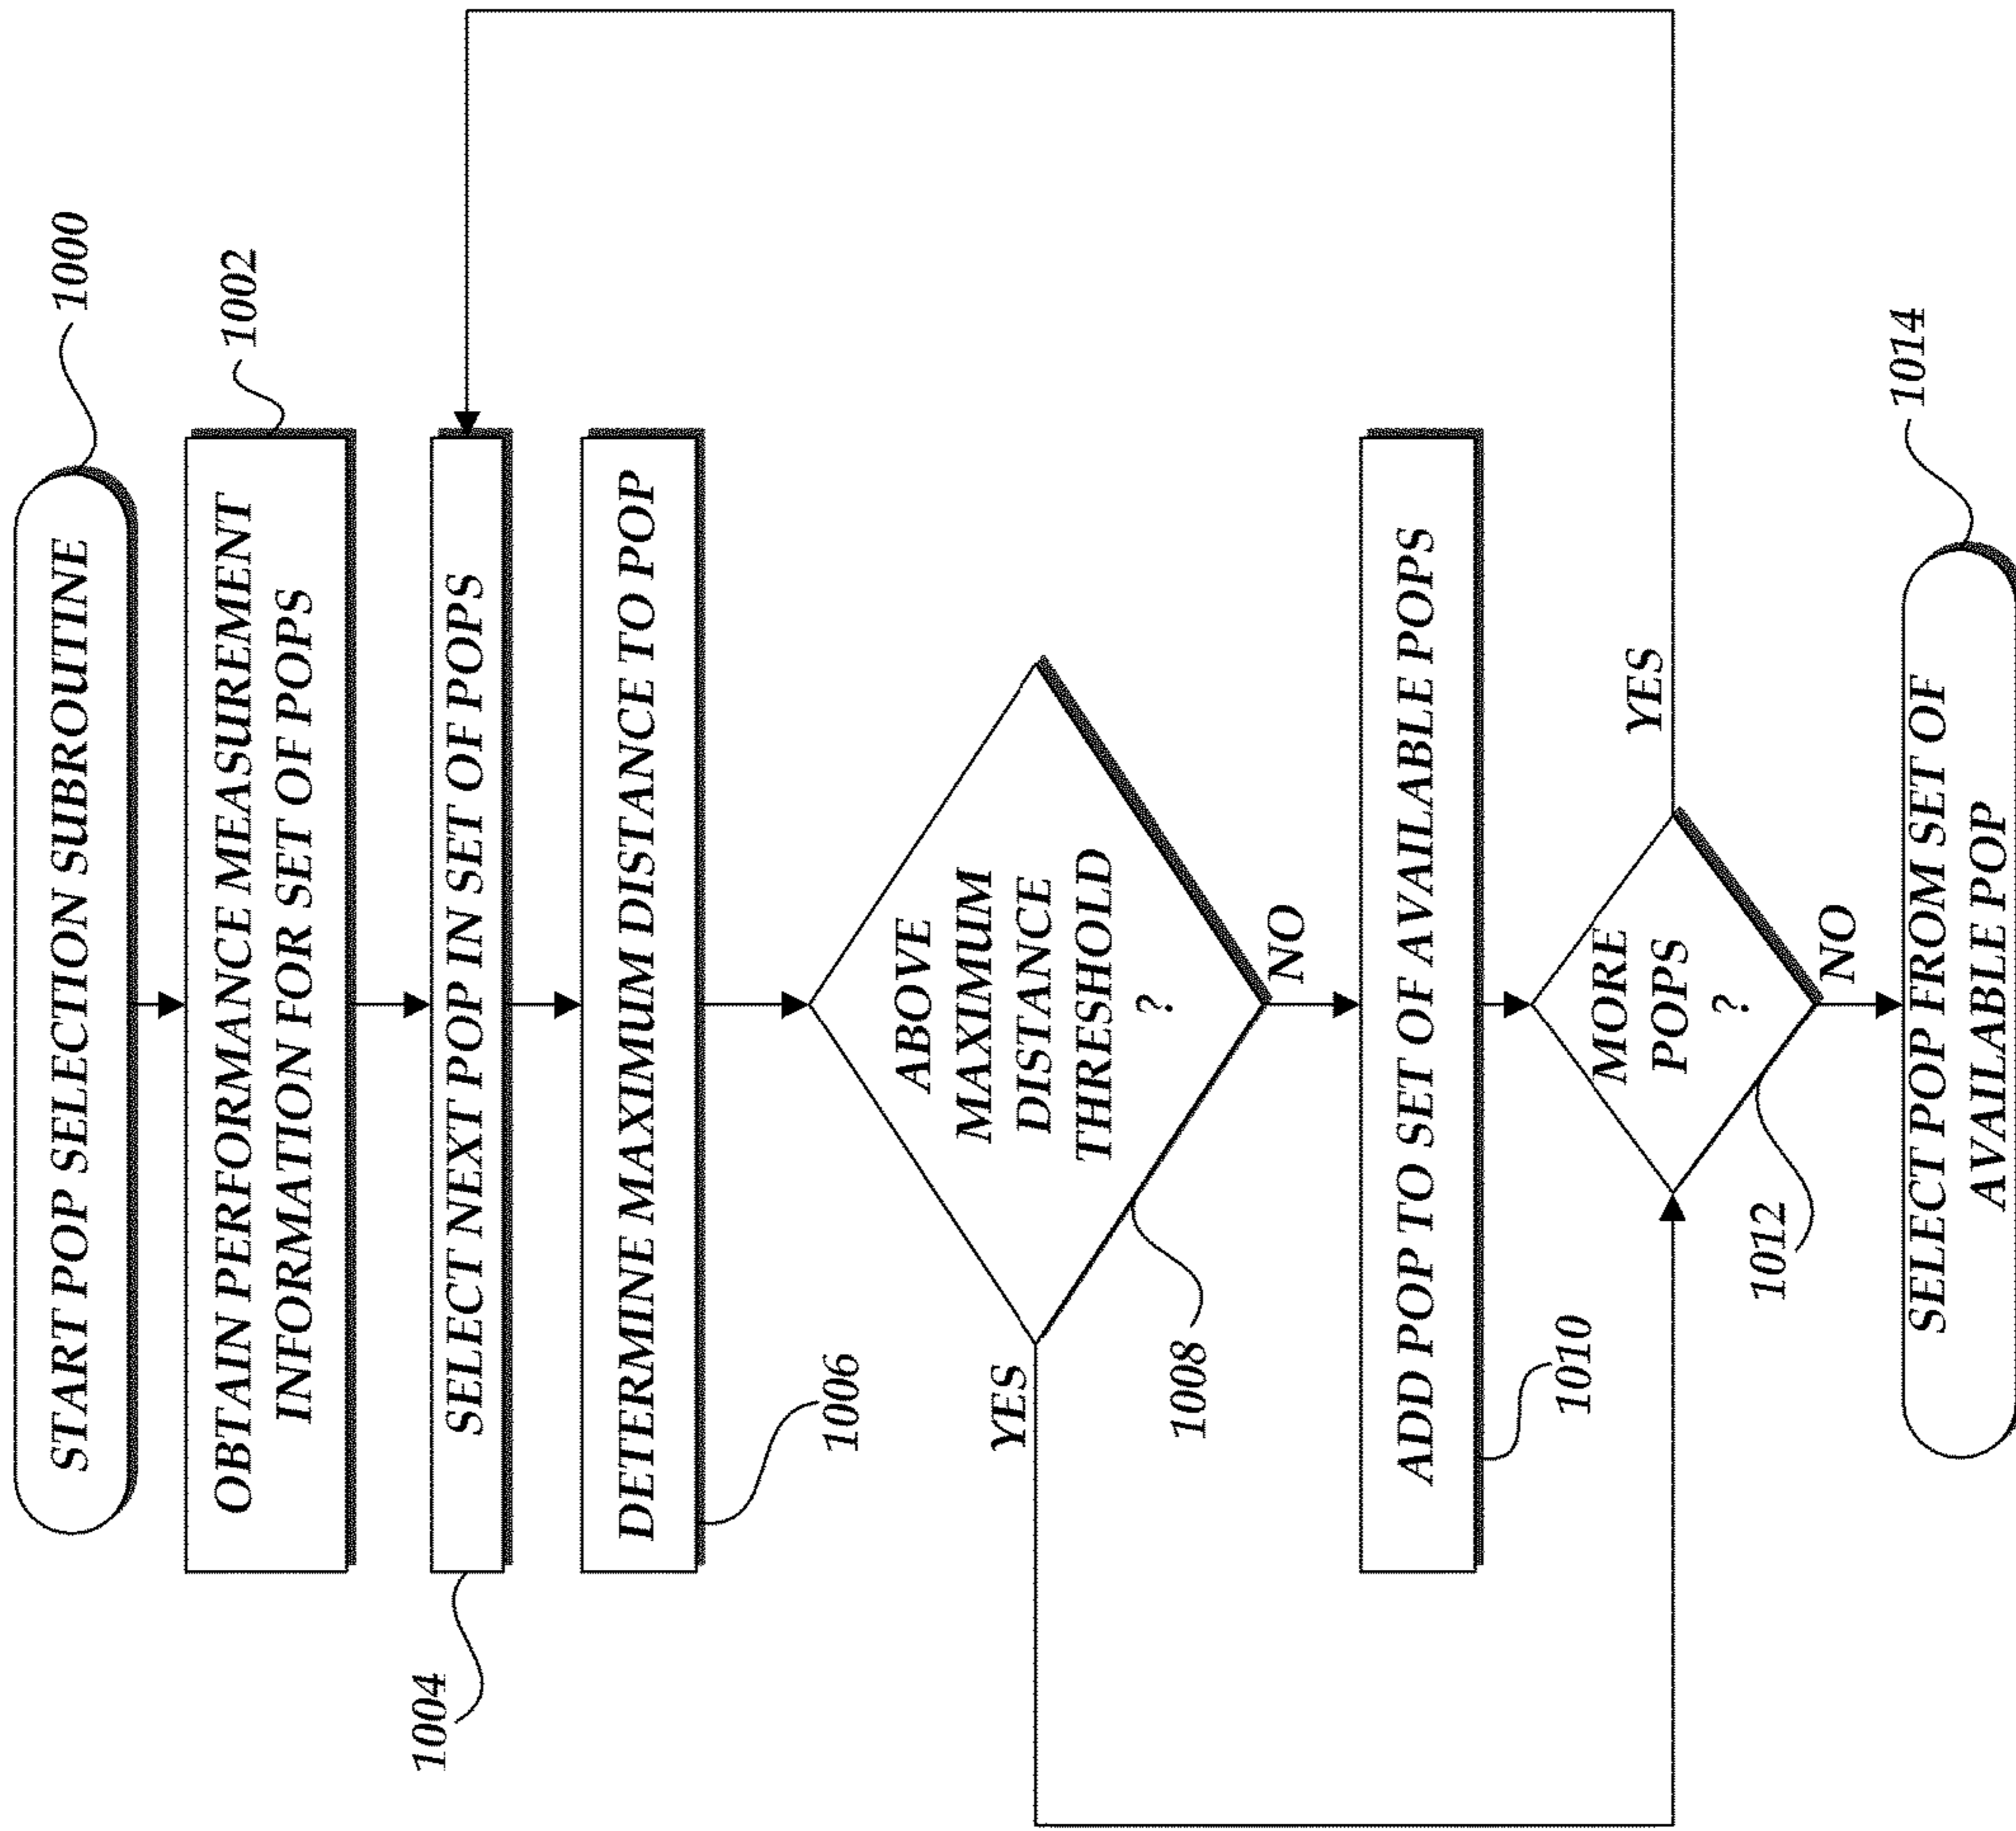 START POP SELECTION SUBROUTINE
1000
OBTAIN PERFORMANCE MEASUREMENT
INFORMATION FOR SET OF POPS
1002
SELECT NEXT POP IN SET OF POPS
1004
DETERMINE MAXIMUM DISTANCE TO POP
1006
ABOVE
MAXIMUM
DISTANCE
THRESHOLD
?
YES
1008
NO
ADD POP TO SET OF AVAILABLE POPS
1010
MORE
POPS
?
YES
1012
NO
SELECT POP FROM SET OF
AVAILABLE POP
1014